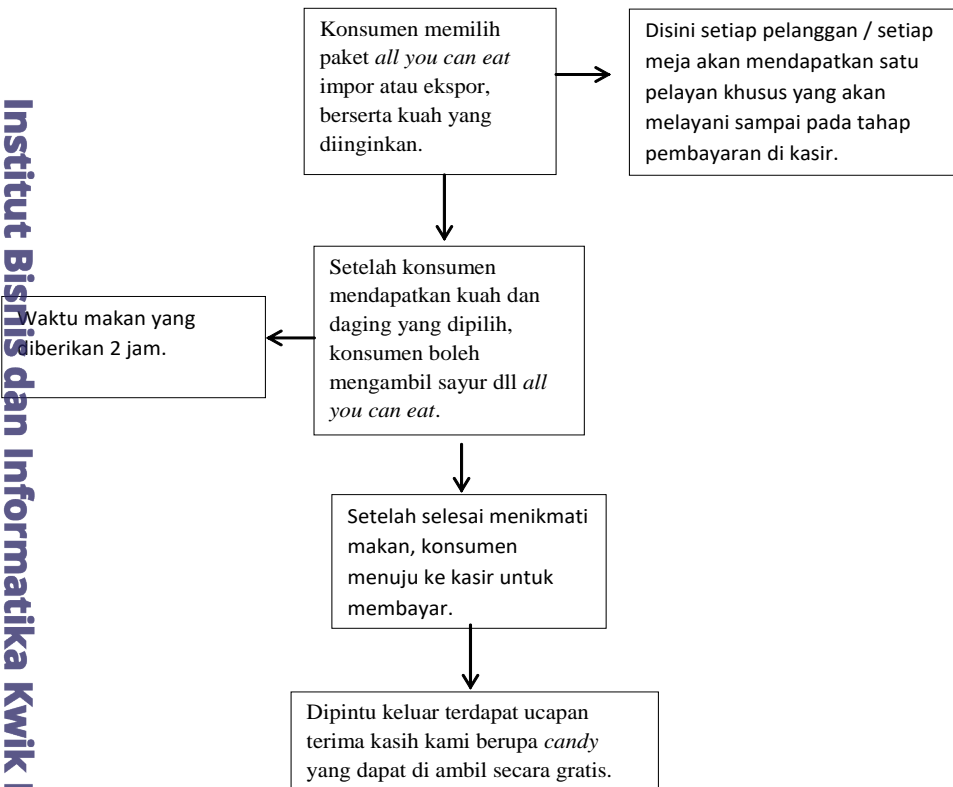 Konsumen memilih
paket all you can eat
impor atau ekspor,
berserta kuah yang
diinginkan.
Disini setiap pelanggan / setiap
meja akan mendapatkan satu
pelayan khusus yang akan
melayani sampai pada tahap
pembayaran di kasir.
Setelah konsumen
mendapatkan kuah dan
daging yang dipilih,
konsumen boleh
mengambil sayur dll all
you can eat.
Waktu makan yang
diberikan 2 jam.
Setelah selesai menikmati
makan, konsumen
menuju ke kasir untuk
membayar.
Dipintu keluar terdapat ucapan
terima kasih kami berupa candy
yang dapat di ambil secara gratis.
Institut Bisnis dan Informatika Kwik